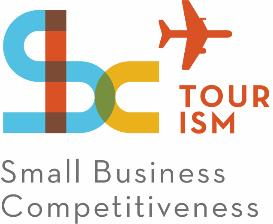 sbc
TOUR
ISM
Small Business
Competitiveness